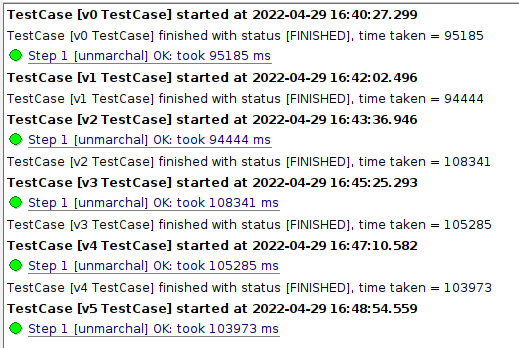 TestCase [v0 TestCase] started at 2022-04-29 16:40:27.299
TestCase [v0 TestCase] finished with status [FINISHED], time taken = 95185
Step 1 [unmarchal] OK: took 95185 ms
TestCase [v1 TestCase] started at 2022-04-29 16:42:02.496
TestCase [v1 TestCase] finished with status [FINISHED], time taken = 94444
TestCase [v2 TestCase] started at 2022-04-29 16:43:36.946
Step 1 [unmarchal] OK: took 94444 ms
TestCase [v2 TestCase] finished with status [FINISHED], time taken = 108341
TestCase [v3 TestCase] started at 2022-04-29 16:45:25.293
Step 1 [unmarchal] OK: took 108341 ms
TestCase [v3 TestCase] finished with status [FINISHED], time taken = 105285
TestCase [v4 TestCase] started at 2022-04-29 16:47:10.582
Step 1 [unmarchal] OK: took 105285 ms
TestCase [v4 TestCase] finished with status [FINISHED], time taken = 103973
TestCase [v5 TestCase] started at 2022-04-29 16:48:54.559
Step 1 [unmarchal] OK: took 103973 ms